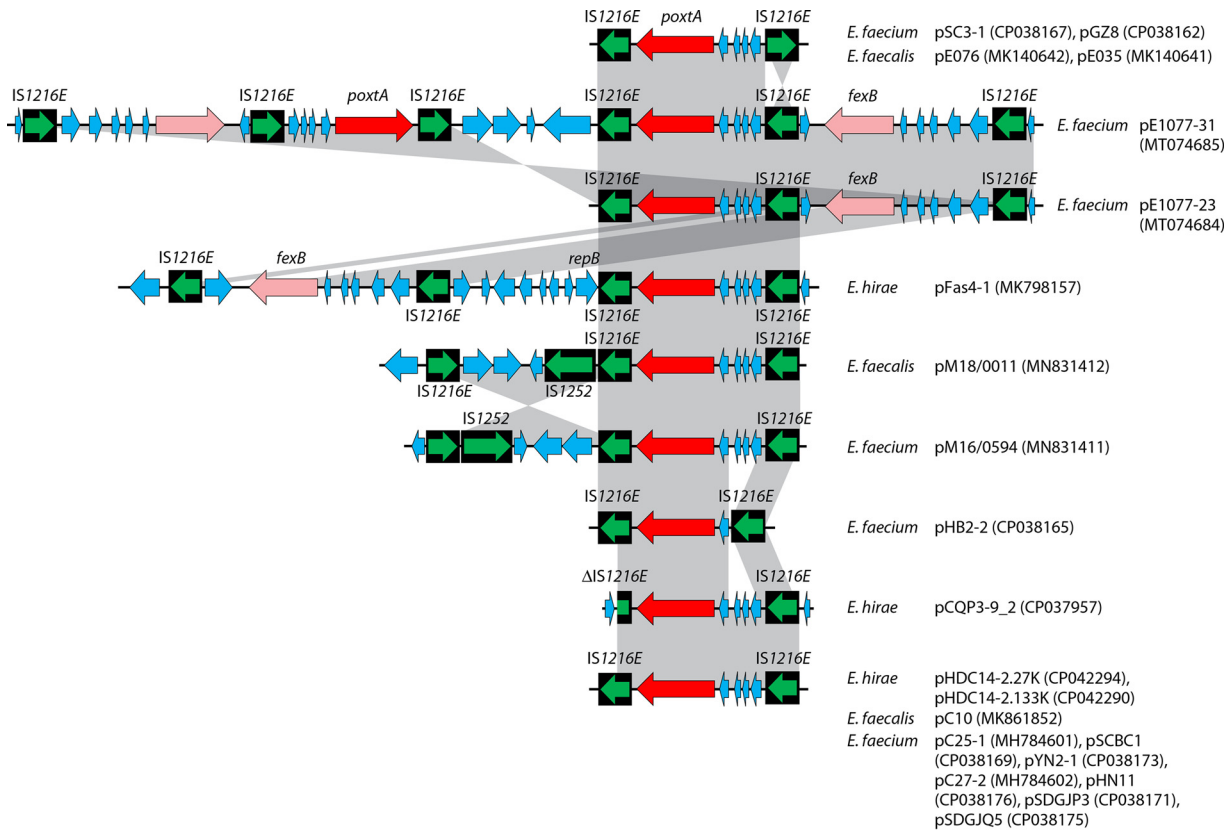 IS1216E poxtA IS1216E
E. faecium pSC3-1 (CP038167), pGZ8 (CP038162)
E. faecalis pE076 (MK140642), pE035 (MK140641)
IS1216E IS1216E poxtA IS1216E IS1216E IS1216E fexB IS1216E
E. faecium pE1077-31
(MT074685)
IS1216E IS1216E fexB IS1216E
E. faecium pE1077-23
(MT074684)
IS1216E fexB repB
E. hirae pFas4-1 (MK798157)
IS1216E IS1216E IS1216E
IS1216E IS1216E
E. faecalis pM18/0011 (MN831412)
IS1216E IS1252
IS1252
E. faecium pM16/0594 (MN831411)
IS1216E IS1216E
E. faecium pHB2-2 (CP038165)
ΔIS1216E IS1216E
E. hirae pCQP3-9_2 (CP037957)
IS1216E IS1216E
E. hirae pHDC14-2.27K (CP042294),
pHDC14-2.133K (CP042290)
E. faecalis pC10 (MK861852)
E. faecium pC25-1 (MH784601), pSCBC1
(CP038169), pYN2-1 (CP038173),
pC27-2 (MH784602), pHN11
(CP038176), pSDGJP3 (CP038171),
pSDGJQ5 (CP038175)